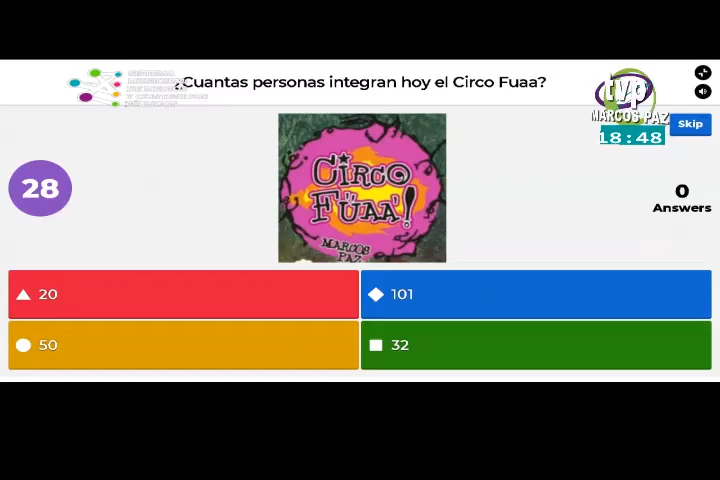 ¿Cuantas personas integran hoy el Circo Fuaa?
tvp
MARCOS PAZ
18:48
Skip
28
CIRCO
FUAA!
MARCOS
PAZ
0
Answers
20
101
50
32